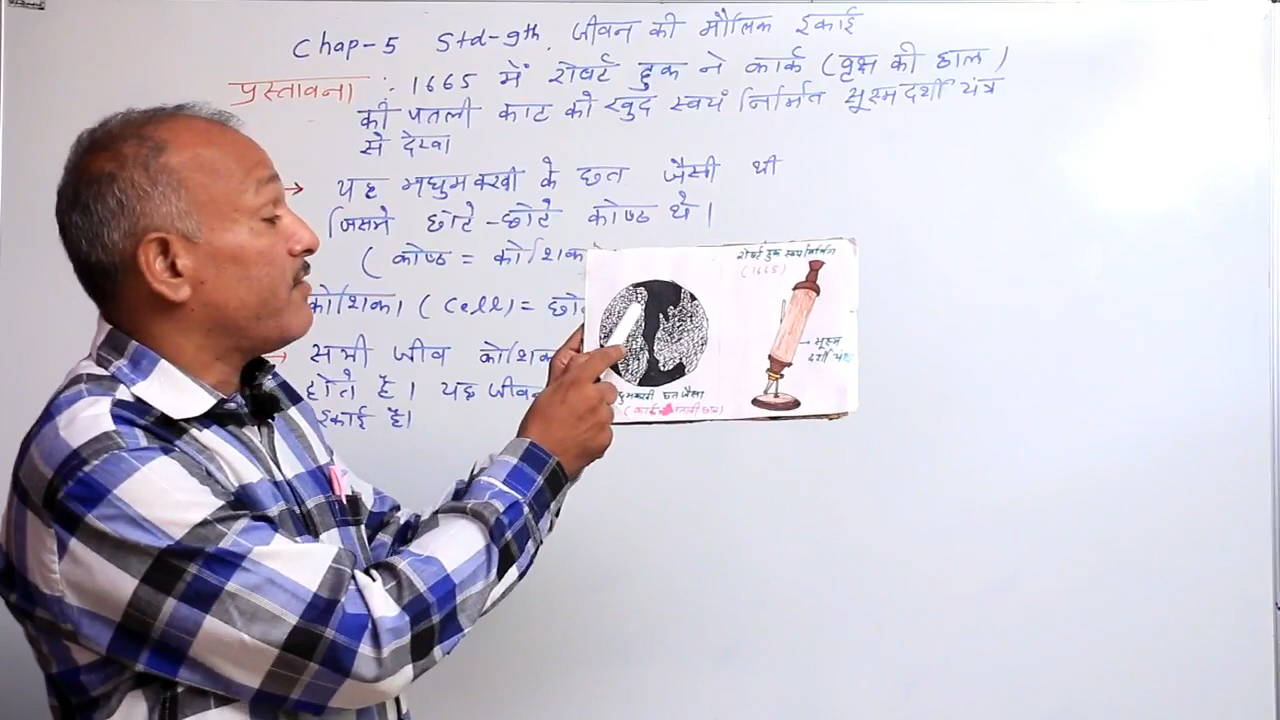 Chap-5 Std-9th. जीवन की मौलिक इकाई
प्रस्तावना : 1665 में रोबर्ट हुक ने कार्क (वृक्ष की छाल)
की पतली काट को खुद स्वयं निर्मित सूक्ष्मदर्शी यंत्र
से देखा
→ यह मधुमक्खी के छत जैसी थी
जिसमे छोटे-छोटे कोष्ठ थे।
(कोष्ठ = कोशिका
कोशिका (Cell) = छो
→ सभी जीव कोशिक
होते है। यह जीवन
इकाई है।
रोबर्ट हुक स्वयं निर्मित
(1665)
→ सूक्ष्म
दर्शी यंत्र
छत जैसा